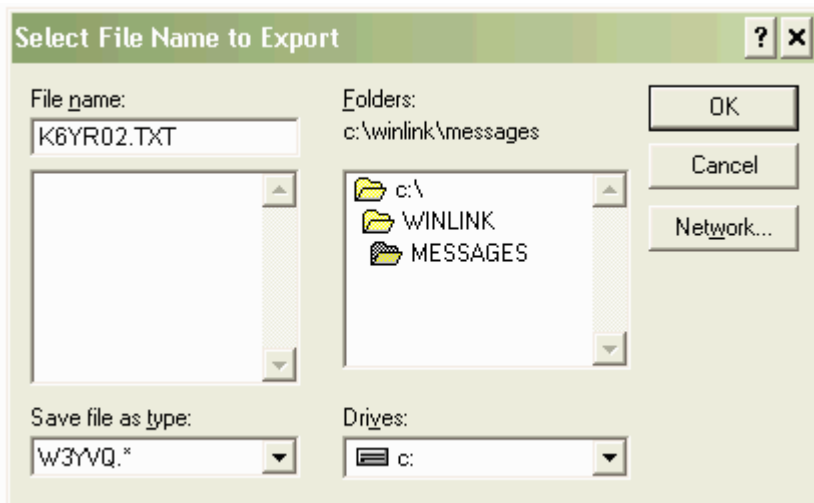 Select File Name to Export
File name:
K6YR02.TXT
Folders:
c:\winlink\messages
c:\
WINLINK
MESSAGES
OK
Cancel
Network...
Save file as type:
W3YVQ.*
Drives:
c: